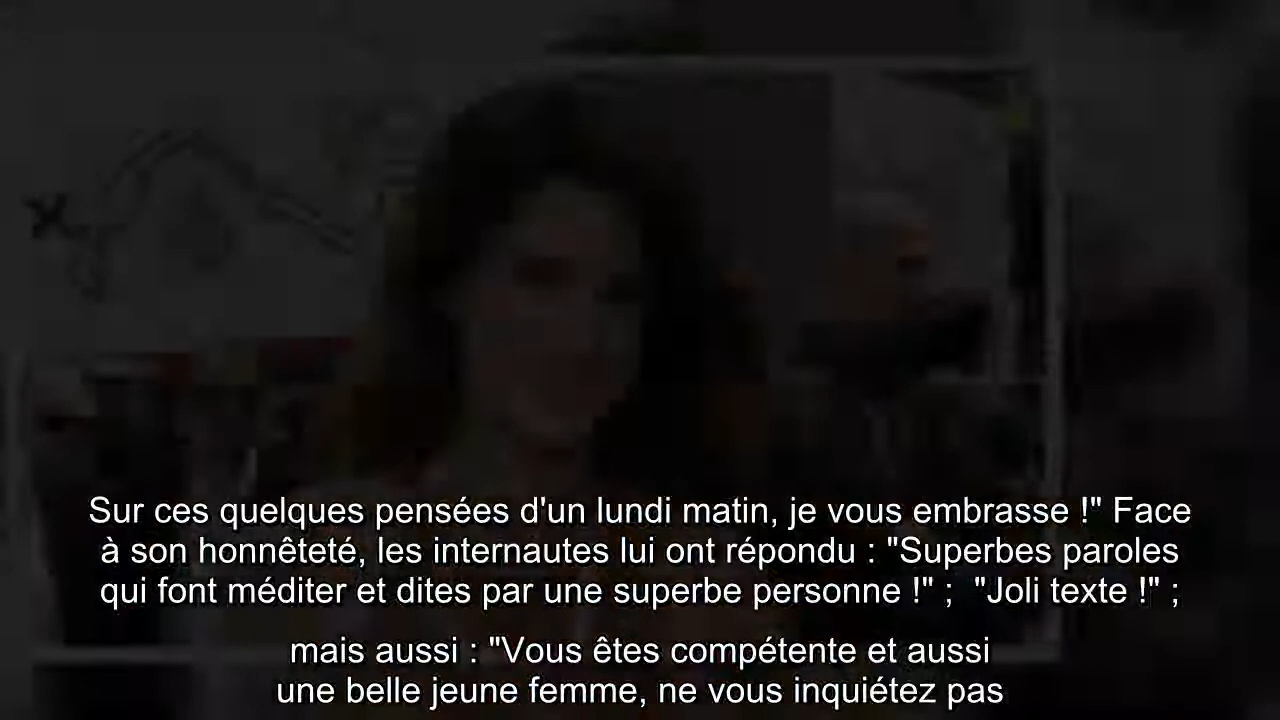 Sur ces quelques pensées d'un lundi matin, je vous embrasse !" Face
à son honnêteté, les internautes lui ont répondu : "Superbes paroles
qui font méditer et dites par une superbe personne !" ;  "Joli texte !" ;
mais aussi : "Vous êtes compétente et aussi
une belle jeune femme, ne vous inquiétez pas